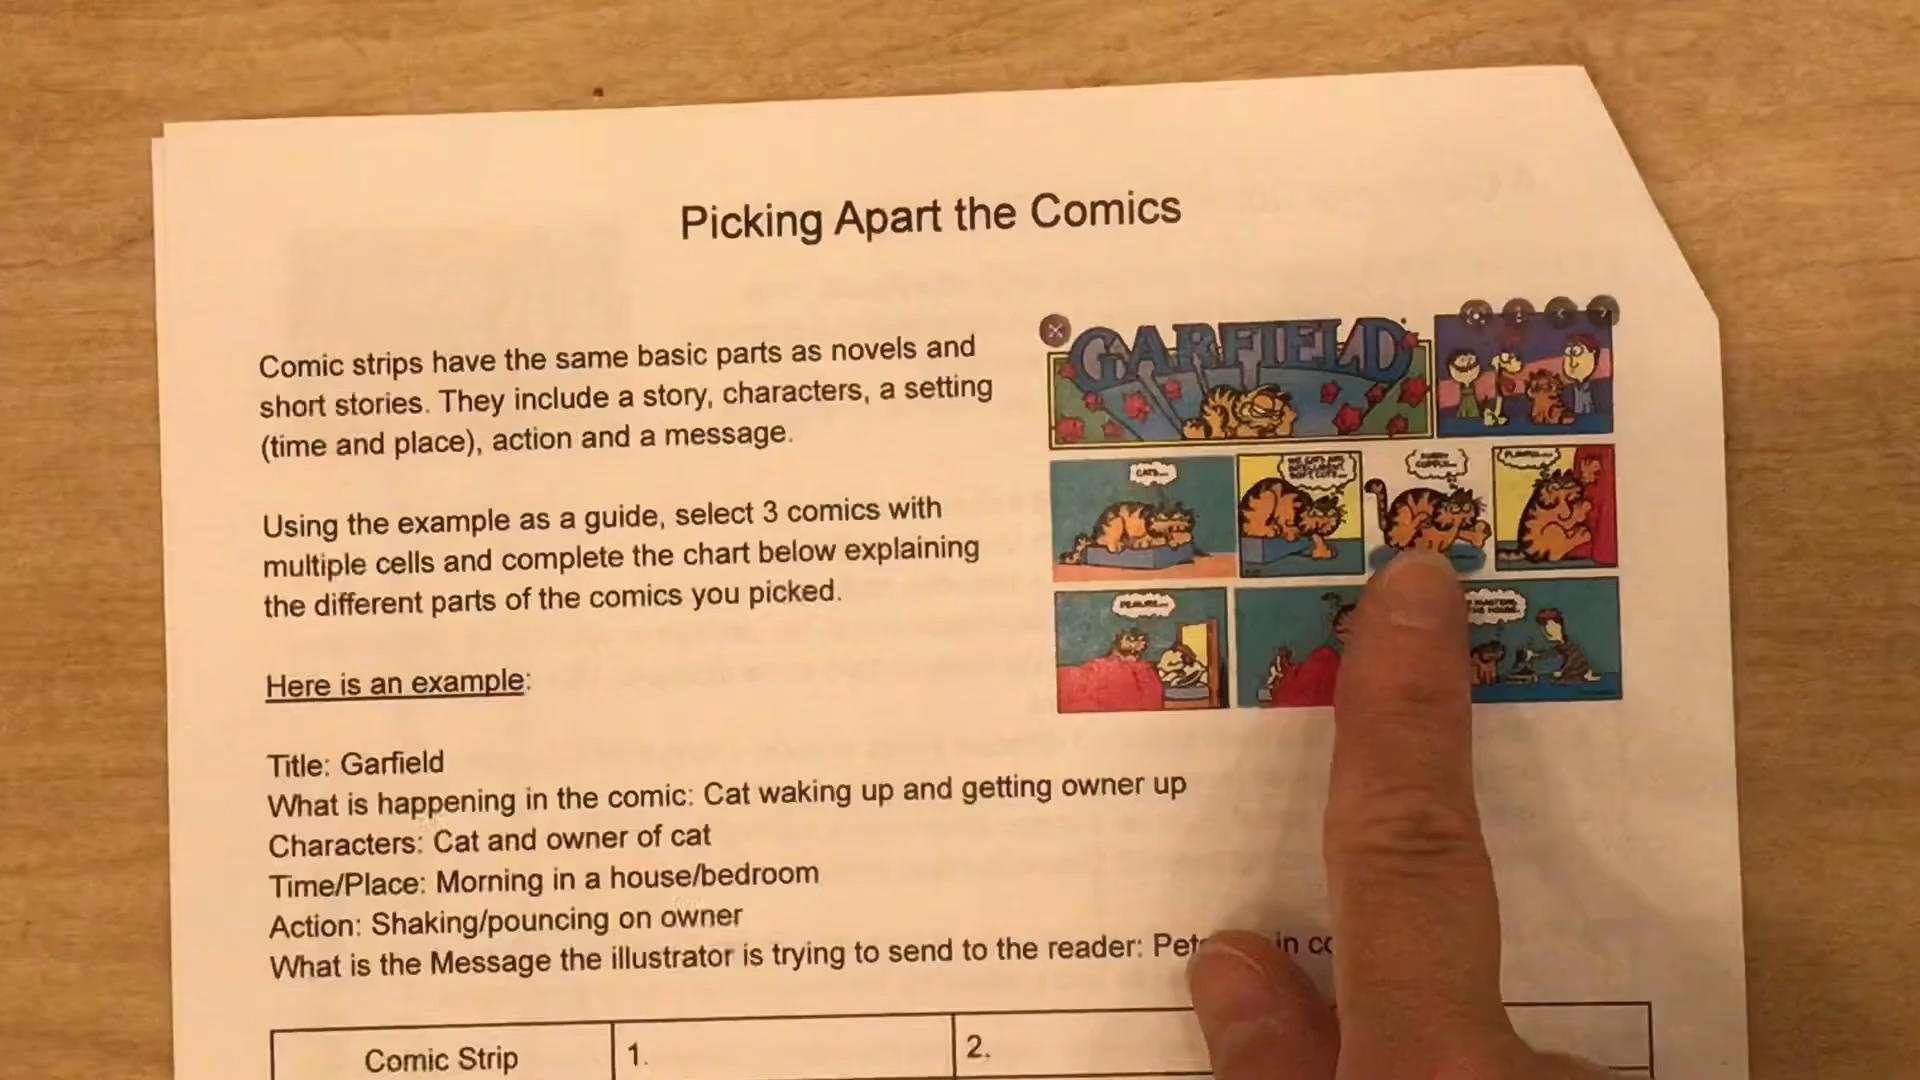 Picking Apart the Comics
Comic strips have the same basic parts as novels and
short stories. They include a story, characters, a setting
(time and place), action and a message.
Using the example as a guide, select 3 comics with
multiple cells and complete the chart below explaining
the different parts of the comics you picked.
Here is an example:
GARFIELD
CATS...
Title: Garfield
What is happening in the comic: Cat waking up and getting owner up
Characters: Cat and owner of cat
Time/Place: Morning in a house/bedroom
Action: Shaking/pouncing on owner
What is the Message the illustrator is trying to send to the reader:
Comic Strip 1. 2.